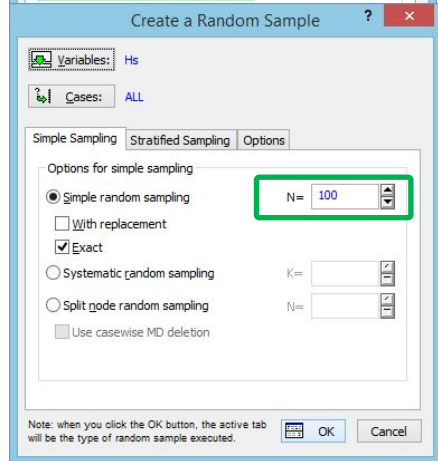 Create a Random Sample ? ×
Variables: Hs
Cases: ALL
Simple Sampling Stratified Sampling Options
Options for simple sampling
Simple random sampling N= 100
With replacement
Exact
Systematic random sampling K=
Split node random sampling N=
Use casewise MD deletion
Note: when you click the OK button, the active tab
will be the type of random sample executed.
OK Cancel